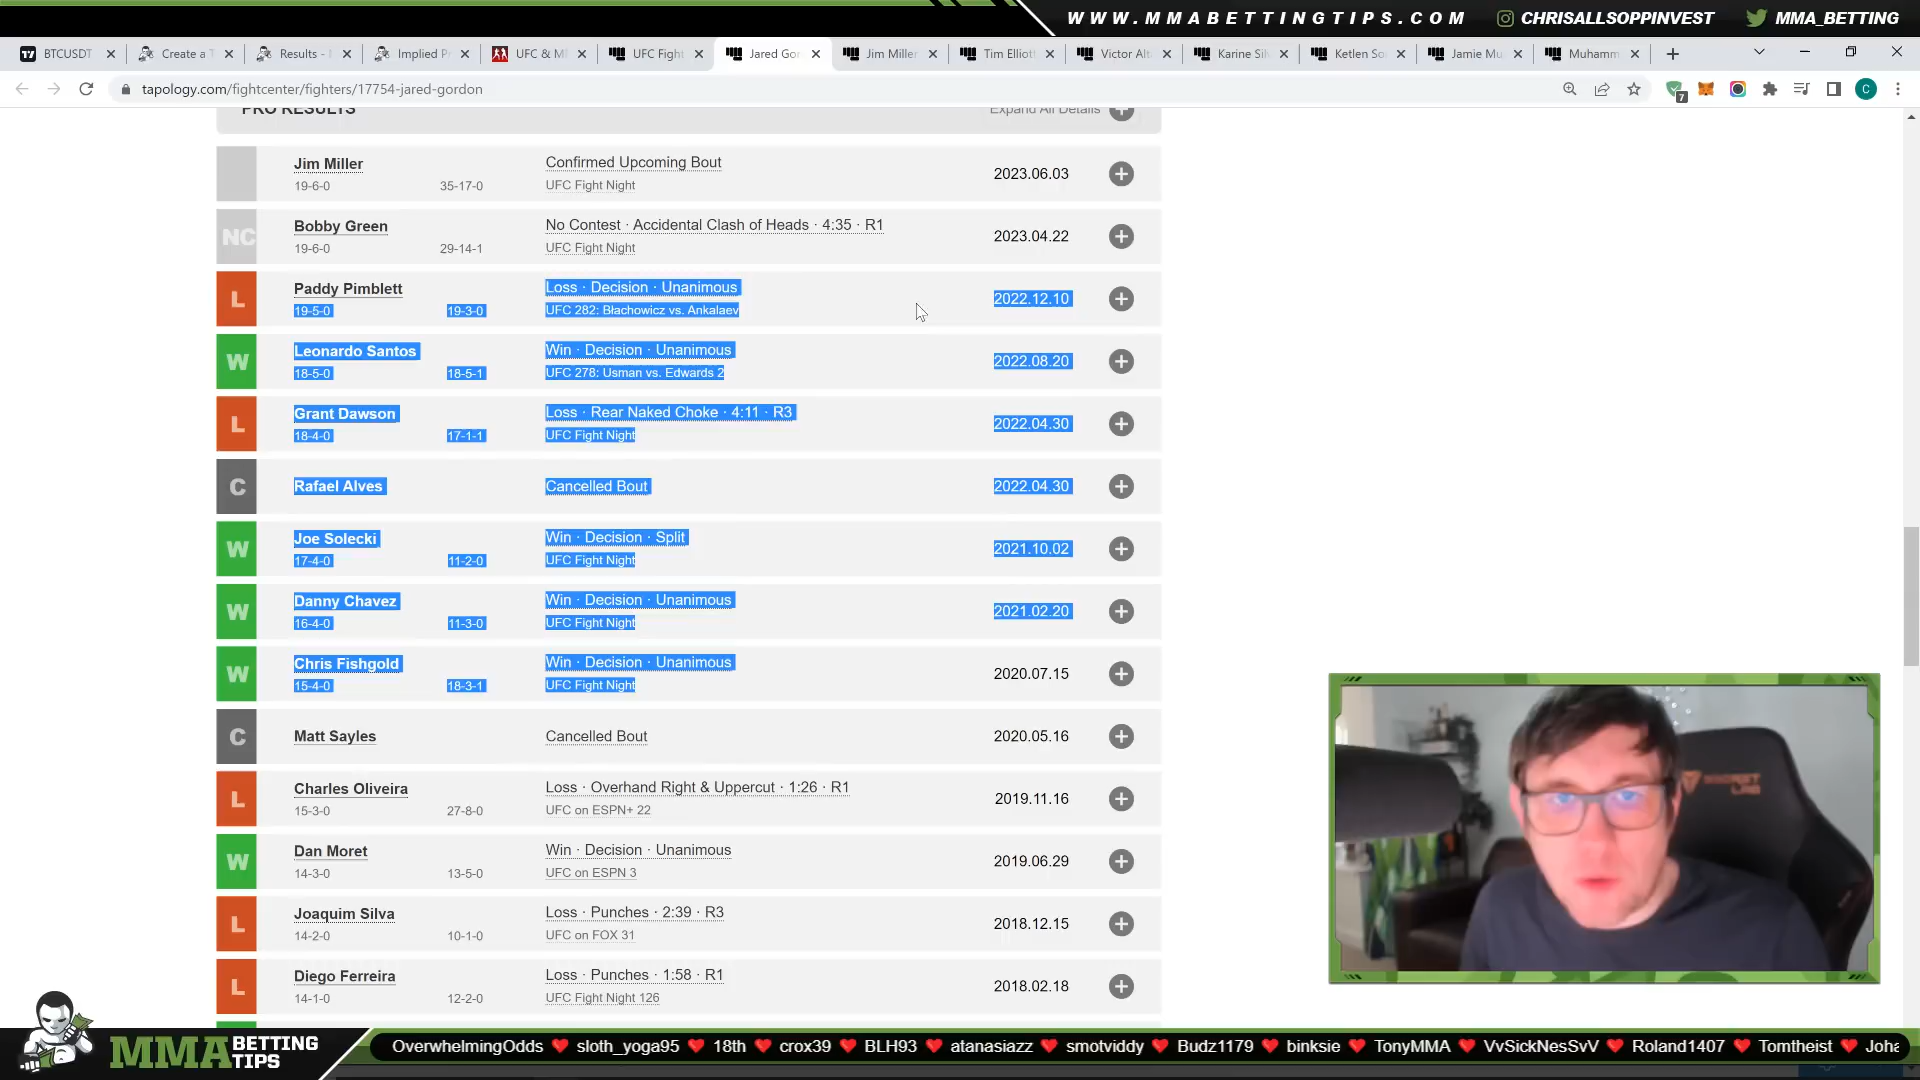 WWW.MMABETTINGTIPS.COM
CHRISALLSOPPINVEST
MMA_BETTING
BTCUSDT
Create a T
Results -
Implied Pr
UFC & M
UFC Fight
Jared Gor
Jim Miller
Tim Elliott
Victor Alt
Karine Sil
Ketlen So
Jamie Mu
Muhamm
tapology.com/fightcenter/fighters/17754-jared-gordon
7
C
PRO RESULTS
Expand All Details
Jim Miller
Confirmed Upcoming Bout
2023.06.03
19-6-0 35-17-0
UFC Fight Night
NC
Bobby Green
No Contest · Accidental Clash of Heads · 4:35 · R1
2023.04.22
19-6-0 29-14-1
UFC Fight Night
L
Paddy Pimblett
Loss · Decision · Unanimous
2022.12.10
19-5-0 19-3-0
UFC 282: Błachowicz vs. Ankalaev
W
Leonardo Santos
Win · Decision · Unanimous
2022.08.20
18-5-0 18-5-1
UFC 278: Usman vs. Edwards 2
L
Grant Dawson
Loss · Rear Naked Choke · 4:11 · R3
2022.04.30
18-4-0 17-1-1
UFC Fight Night
C
Rafael Alves
Cancelled Bout
2022.04.30
W
Joe Solecki
Win · Decision · Split
2021.10.02
17-4-0 11-2-0
UFC Fight Night
W
Danny Chavez
Win · Decision · Unanimous
2021.02.20
16-4-0 11-3-0
UFC Fight Night
W
Chris Fishgold
Win · Decision · Unanimous
2020.07.15
15-4-0 18-3-1
UFC Fight Night
C
Matt Sayles
Cancelled Bout
2020.05.16
L
Charles Oliveira
Loss · Overhand Right & Uppercut · 1:26 · R1
2019.11.16
15-3-0 27-8-0
UFC on ESPN+ 22
W
Dan Moret
Win · Decision · Unanimous
2019.06.29
14-3-0 13-5-0
UFC on ESPN 3
L
Joaquim Silva
Loss · Punches · 2:39 · R3
2018.12.15
14-2-0 10-1-0
UFC on FOX 31
L
Diego Ferreira
Loss · Punches · 1:58 · R1
2018.02.18
14-1-0 12-2-0
UFC Fight Night 126
MMA BETTING TIPS
OverwhelmingOdds ❤ sloth_yoga95 ❤ 18th ❤ crox39 ❤ BLH93 ❤ atanasiazz ❤ smotviddy ❤ Budz1179 ❤ binksie ❤ TonyMMA ❤ VvSickNesSvV ❤ Roland1407 ❤ Tomtheist ❤ Joha